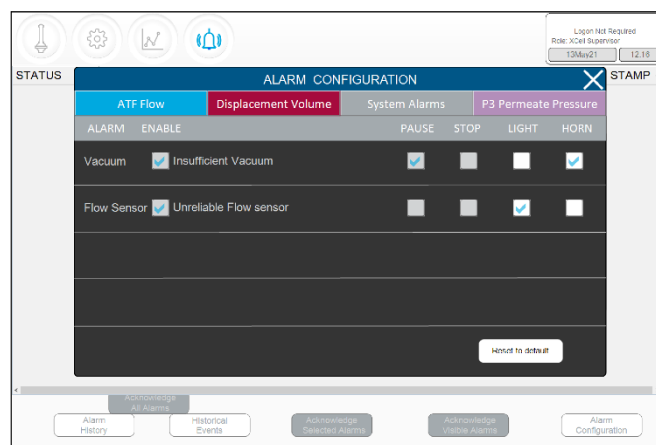 Logon Not Required
Role: XCell Supervisor
13May21 12.16
STATUS STAMP
ALARM CONFIGURATION
ATF Flow Displacement Volume System Alarms P3 Permeate Pressure
ALARM ENABLE PAUSE STOP LIGHT HORN
Vacuum Insufficient Vacuum
Flow Sensor Unreliable Flow sensor
Reset to default
Acknowledge
All Alarms
Alarm
History
Historical
Events
Acknowledge
Selected Alarms
Acknowledge
Visible Alarms
Alarm
Configuration